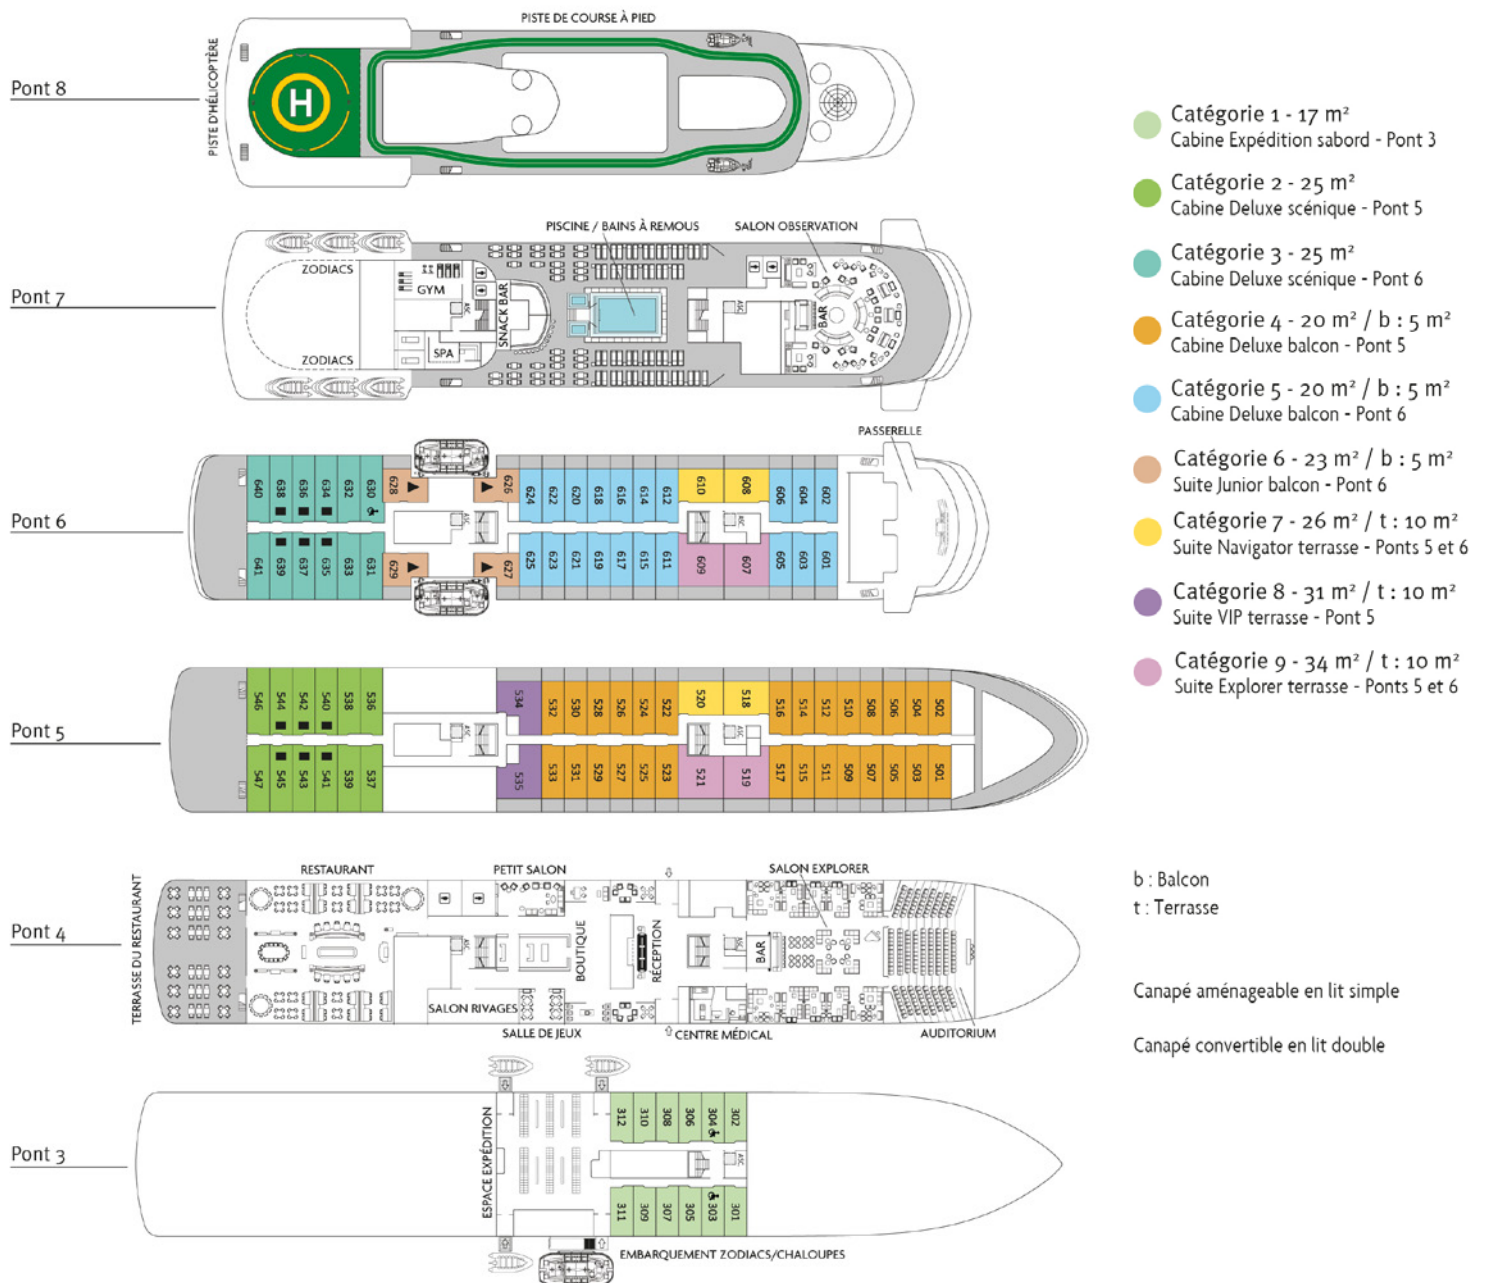 PISTE DE COURSE À PIED
PISTE D'HÉLICOPTÈRE
Pont 8
H
PISCINE / BAINS À REMOUS
SALON OBSERVATION
ZODIACS
GYM
ASC
SNACK BAR
SPA
ASC
BAR
ZODIACS
Pont 7
PASSERELLE
Pont 6
640 638 636 634 632 630 628 626 624 622 620 618 616 614 612 610 608 606 604 602
ASC
ASC
641 639 637 635 633 631 629 627 625 623 621 619 617 615 611 609 607 605 603 601
Pont 5
546 544 542 540 538 536 534 532 530 528 526 524 522 520 518 516 514 512 510 508 506 504 502
ASC
ASC
547 545 543 541 539 537 535 533 531 529 527 525 523 521 519 517 515 511 509 507 505 503 501
Pont 4
TERRASSE DU RESTAURANT
RESTAURANT
PETIT SALON
SALON EXPLORER
ASC
BOUTIQUE
RÉCEPTION
ASC
BAR
SALON RIVAGES
SALLE DE JEUX
CENTRE MÉDICAL
AUDITORIUM
Pont 3
ESPACE EXPÉDITION
312 310 308 306 304 302
ASC
311 309 307 305 303 301
EMBARQUEMENT ZODIACS/CHALOUPES
Catégorie 1 - 17 m²
Cabine Expédition sabord - Pont 3
Catégorie 2 - 25 m²
Cabine Deluxe scénique - Pont 5
Catégorie 3 - 25 m²
Cabine Deluxe scénique - Pont 6
Catégorie 4 - 20 m² / b : 5 m²
Cabine Deluxe balcon - Pont 5
Catégorie 5 - 20 m² / b : 5 m²
Cabine Deluxe balcon - Pont 6
Catégorie 6 - 23 m² / b : 5 m²
Suite Junior balcon - Pont 6
Catégorie 7 - 26 m² / t : 10 m²
Suite Navigator terrasse - Ponts 5 et 6
Catégorie 8 - 31 m² / t : 10 m²
Suite VIP terrasse - Pont 5
Catégorie 9 - 34 m² / t : 10 m²
Suite Explorer terrasse - Ponts 5 et 6
b : Balcon
t : Terrasse
Canapé aménageable en lit simple
Canapé convertible en lit double